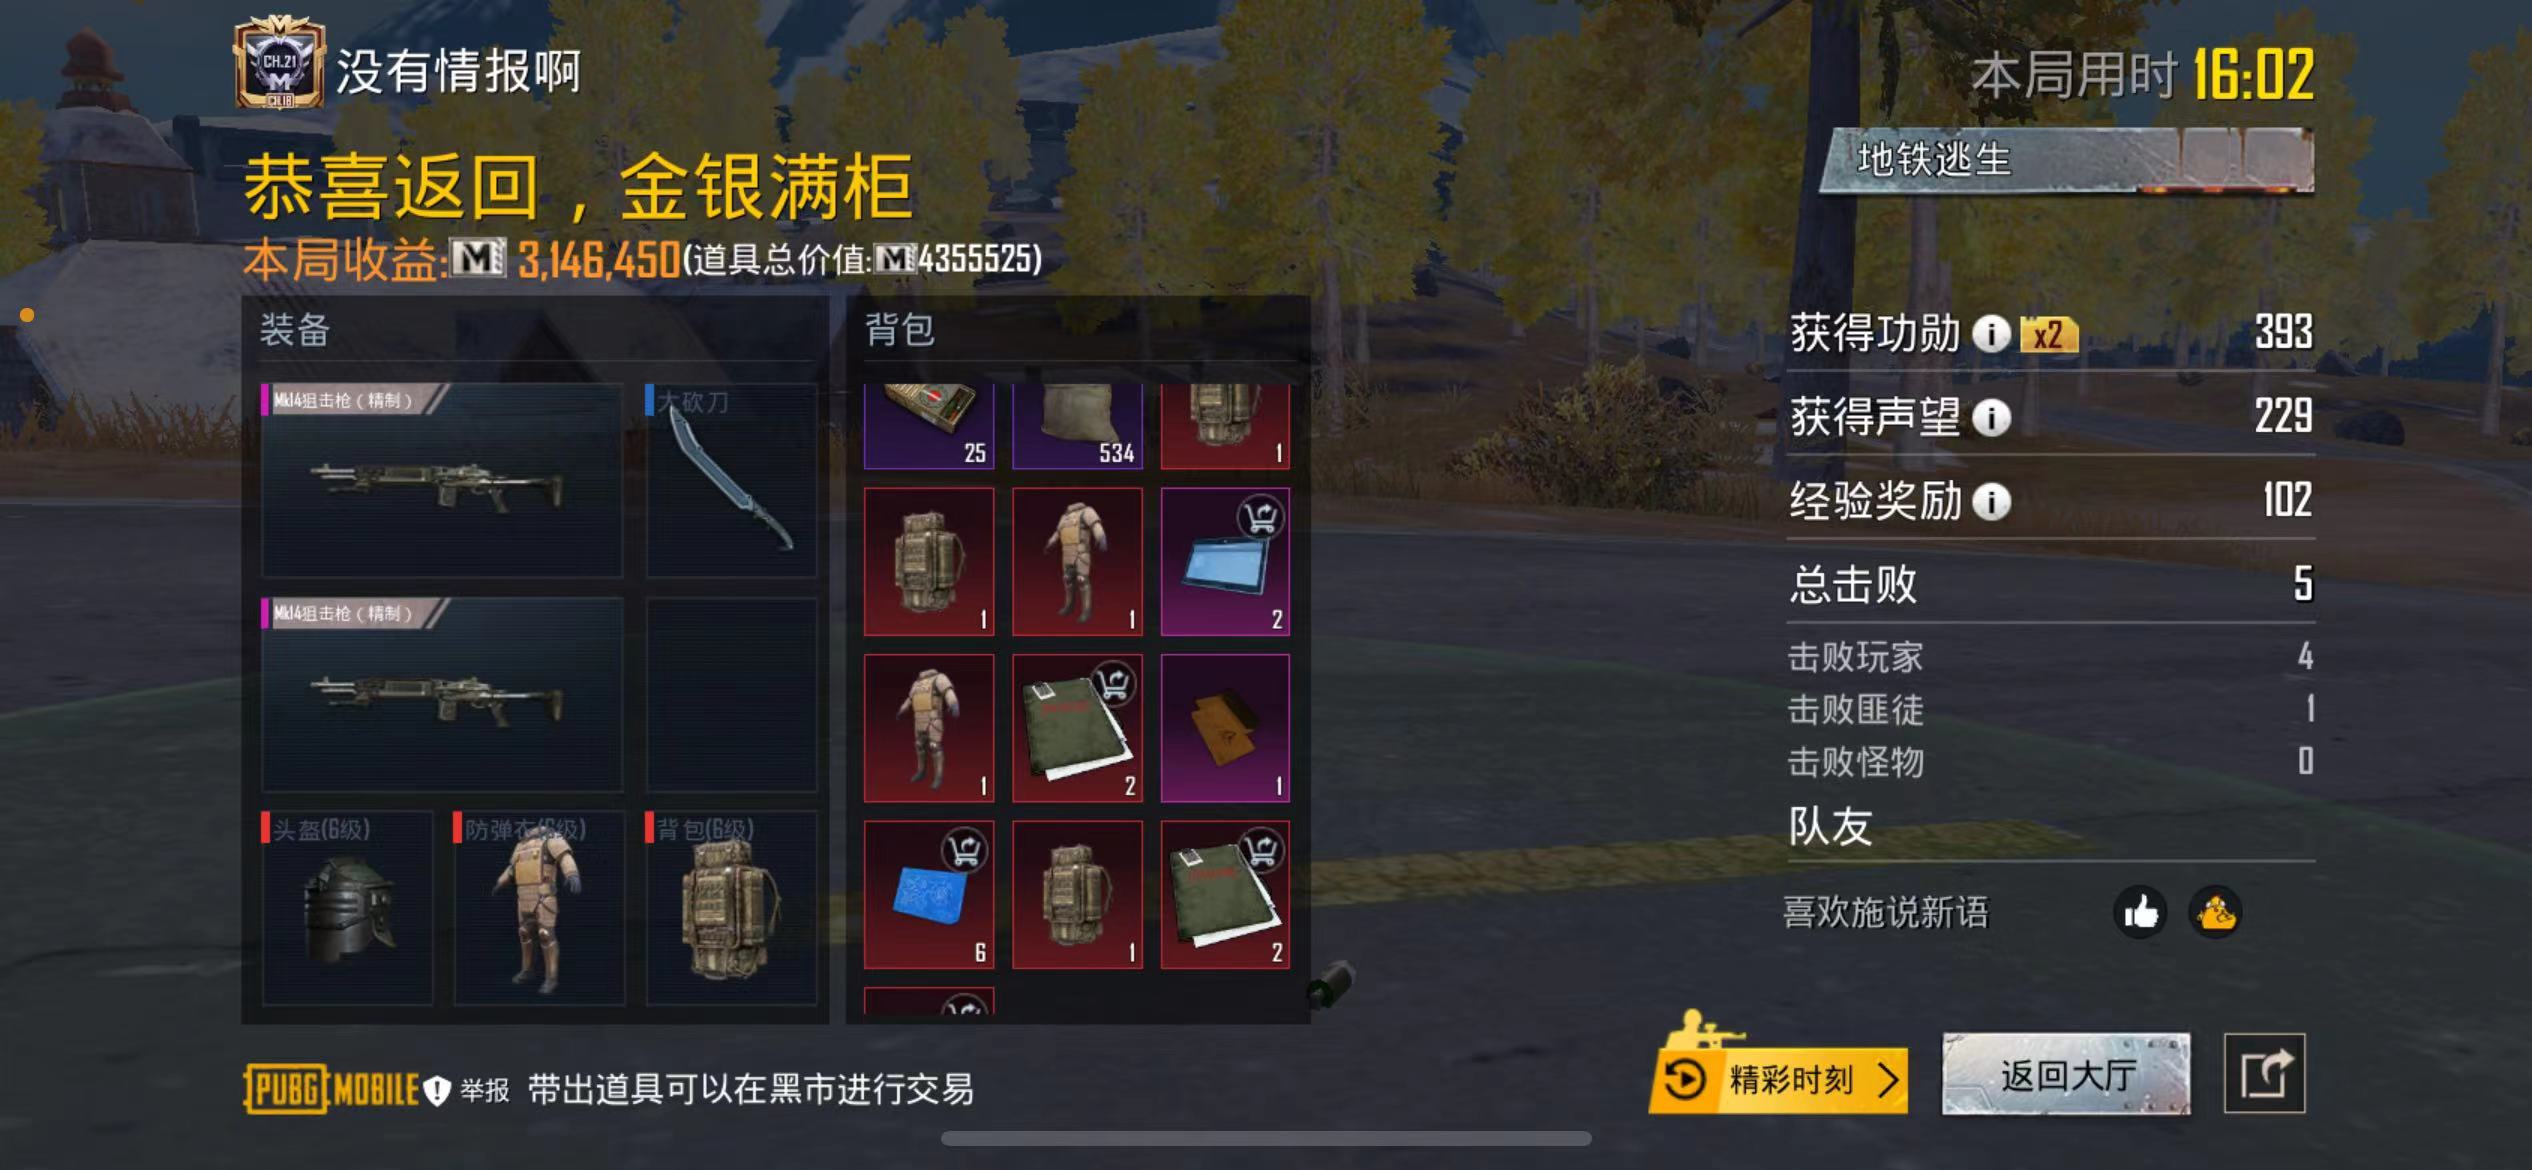 CH.21
M
CH.18
没有情报啊
本局用时 16:02
地铁逃生
恭喜返回，金银满柜
本局收益: M 3,146,450(道具总价值:M4355525)
装备
背包
Mk14狙击枪（精制）
大砍刀
Mk14狙击枪（精制）
头盔(6级)
防弹衣(6级)
背包(6级)
25
534
1
1
1
2
1
2
1
6
1
2
获得功勋 i x2 393
获得声望 i 229
经验奖励 i 102
总击败 5
击败玩家 4
击败匪徒 1
击败怪物 0
队友
喜欢施说新语
PUBG MOBILE 举报 带出道具可以在黑市进行交易
精彩时刻
返回大厅